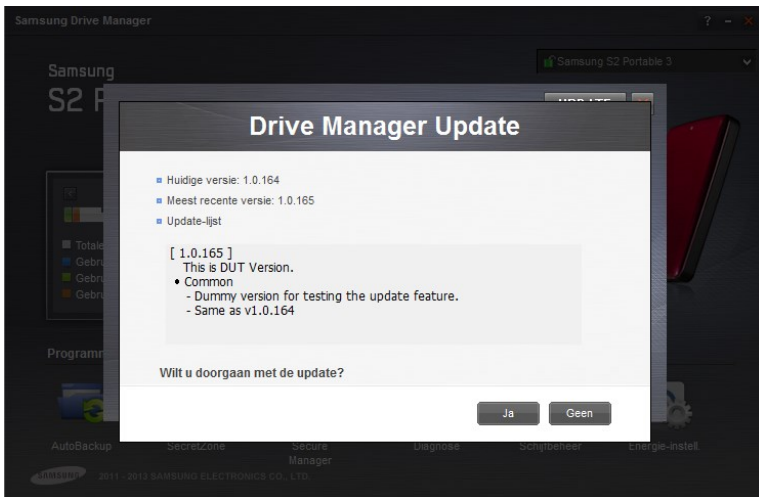 Samsung Drive Manager
? - ×
Samsung S2 Portable 3
Samsung
S2 P
UPDATE
Drive Manager Update
Huidige versie: 1.0.164
Meest recente versie: 1.0.165
Update-lijst
[ 1.0.165 ]
This is DUT Version.
• Common
- Dummy version for testing the update feature.
- Same as v1.0.164
Totale
Gebru
Gebru
Gebru
Programm
Wilt u doorgaan met de update?
Ja Geen
AutoBackup SecretZone Secure Manager Diagnose Schijfbeheer Energie-instell.
SAMSUNG 2011 - 2013 SAMSUNG ELECTRONICS CO., LTD.